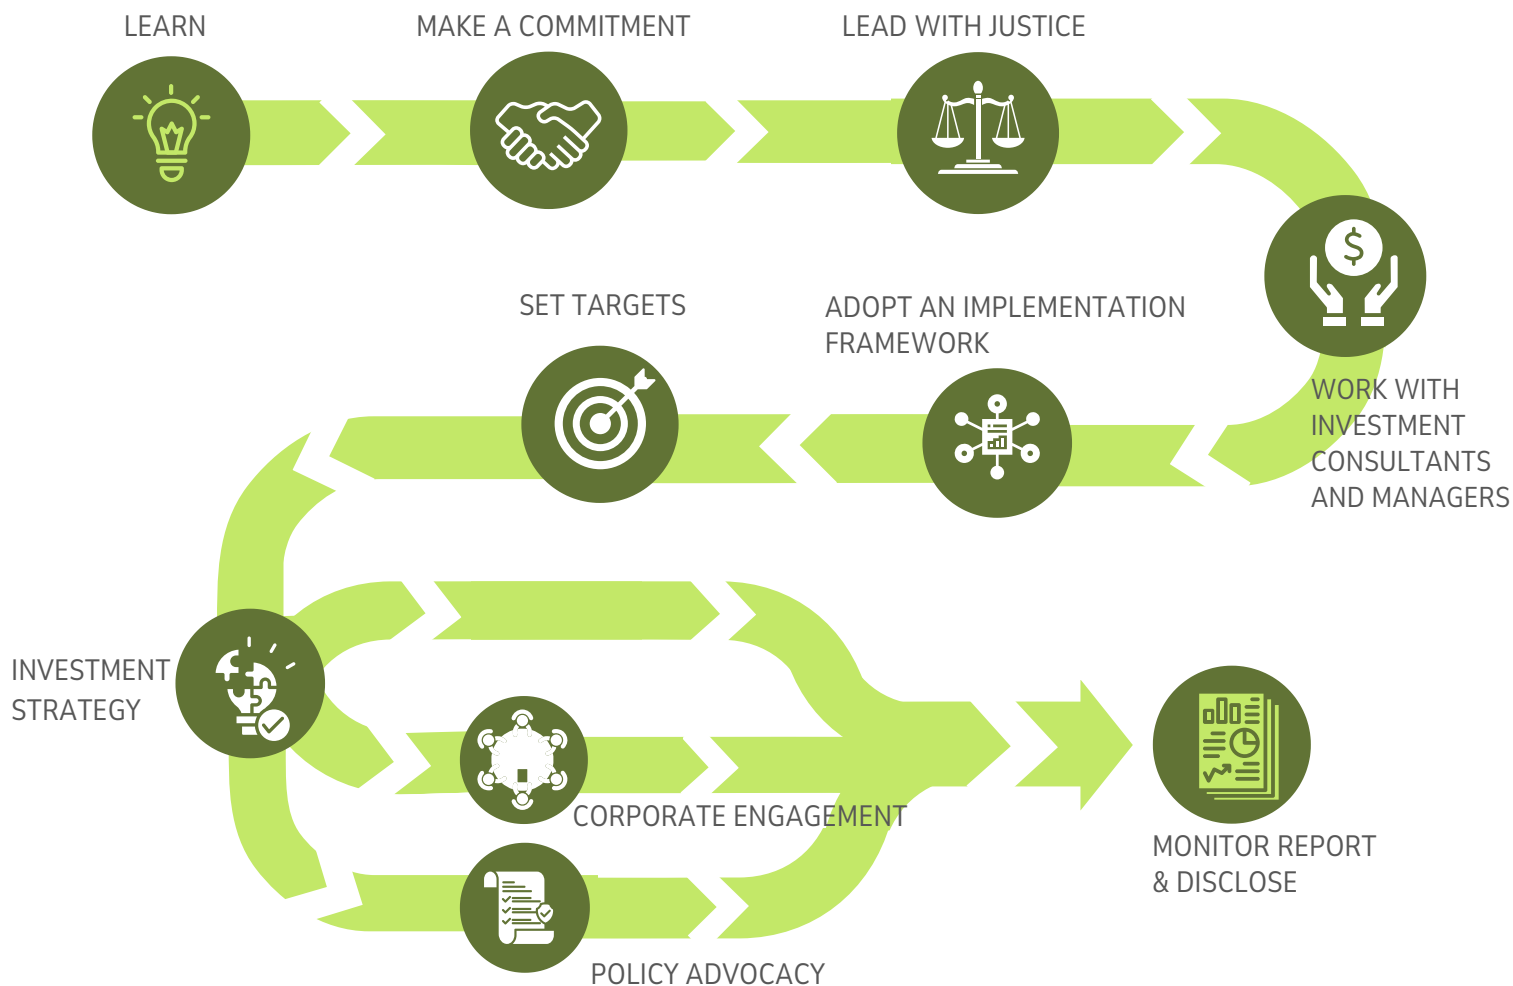 LEARN
MAKE A COMMITMENT
LEAD WITH JUSTICE
$
WORK WITH
INVESTMENT
CONSULTANTS
AND MANAGERS
ADOPT AN IMPLEMENTATION
FRAMEWORK
SET TARGETS
INVESTMENT
STRATEGY
CORPORATE ENGAGEMENT
POLICY ADVOCACY
MONITOR REPORT
& DISCLOSE